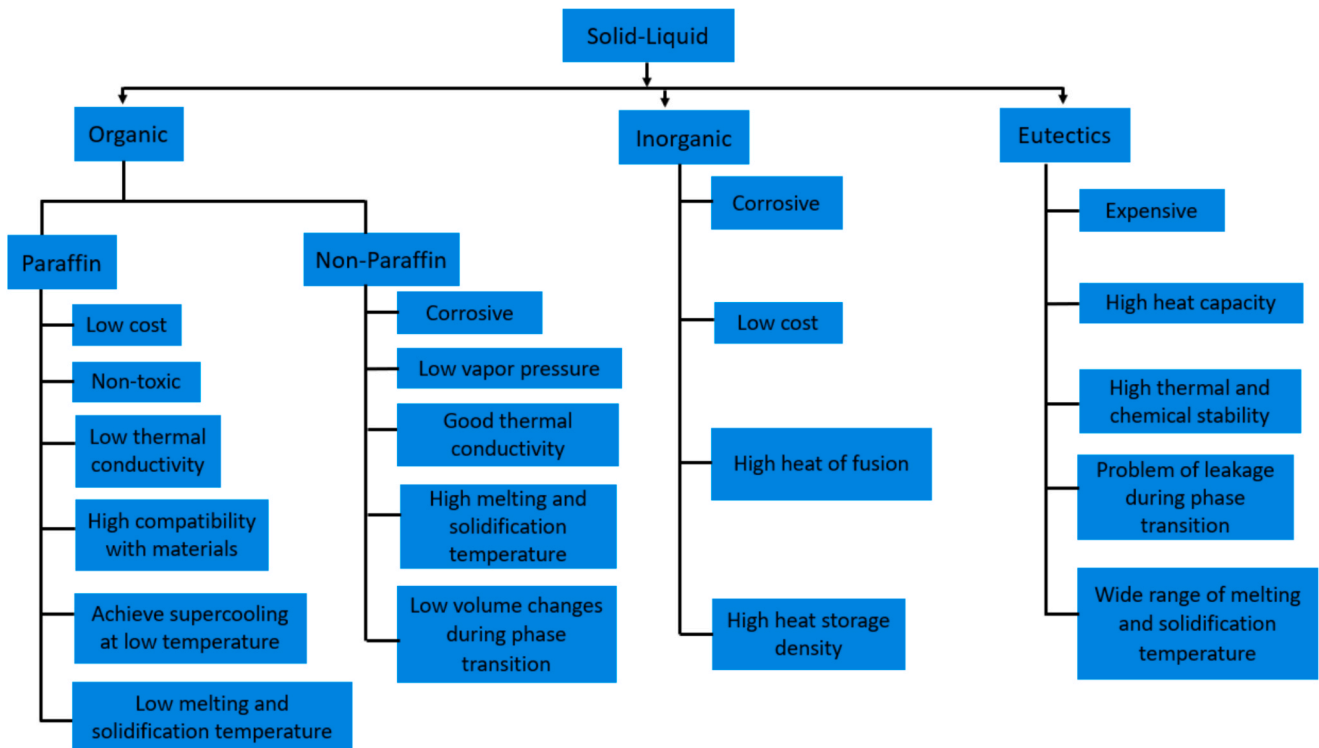 Solid-Liquid
Organic
Inorganic
Eutectics
Paraffin
Low cost
Non-toxic
Low thermal
conductivity
High compatibility
with materials
Achieve supercooling
at low temperature
Low melting and
solidification temperature
Non-Paraffin
Corrosive
Low vapor pressure
Good thermal
conductivity
High melting and
solidification
temperature
Low volume changes
during phase
transition
Corrosive
Low cost
High heat of fusion
High heat storage
density
Expensive
High heat capacity
High thermal and
chemical stability
Problem of leakage
during phase
transition
Wide range of melting
and solidification
temperature